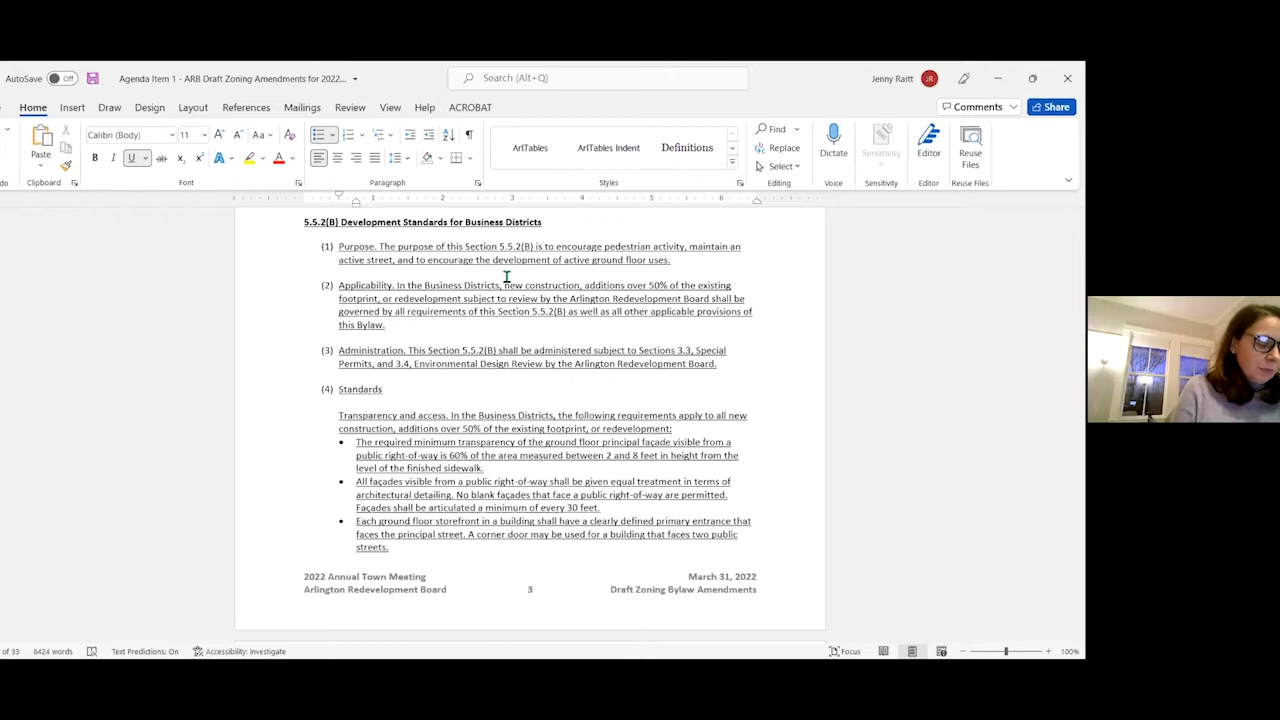 AutoSave Off Agenda Item 1 - ARB Draft Zoning Amendments for 2022... Search (Alt+Q) Jenny Raitt JR
Home Insert Draw Design Layout References Mailings Review View Help ACROBAT Comments Share
Paste Calibri (Body) 11 ArtTables ArtTables Indent Definitions Find Replace Select Dictate Sensitivity Editor Reuse Files
Clipboard Font Paragraph Styles Editing Voice Sensitivity Editor Reuse Files
1 2 3 4 5 6
5.5.2(B) Development Standards for Business Districts
(1) Purpose. The purpose of this Section 5.5.2(B) is to encourage pedestrian activity, maintain an
active street, and to encourage the development of active ground floor uses.
(2) Applicability. In the Business Districts, new construction, additions over 50% of the existing
footprint, or redevelopment subject to review by the Arlington Redevelopment Board shall be
governed by all requirements of this Section 5.5.2(B) as well as all other applicable provisions of
this Bylaw.
(3) Administration. This Section 5.5.2(B) shall be administered subject to Sections 3.3, Special
Permits, and 3.4, Environmental Design Review by the Arlington Redevelopment Board.
(4) Standards
Transparency and access. In the Business Districts, the following requirements apply to all new
construction, additions over 50% of the existing footprint, or redevelopment:
• The required minimum transparency of the ground floor principal façade visible from a
public right-of-way is 60% of the area measured between 2 and 8 feet in height from the
level of the finished sidewalk.
• All façades visible from a public right-of-way shall be given equal treatment in terms of
architectural detailing. No blank façades that face a public right-of-way are permitted.
Façades shall be articulated a minimum of every 30 feet.
• Each ground floor storefront in a building shall have a clearly defined primary entrance that
faces the principal street. A corner door may be used for a building that faces two public
streets.
2022 Annual Town Meeting March 31, 2022
Arlington Redevelopment Board 3 Draft Zoning Bylaw Amendments
of 33 8424 words Text Predictions: On Accessibility: Investigate Focus 100%